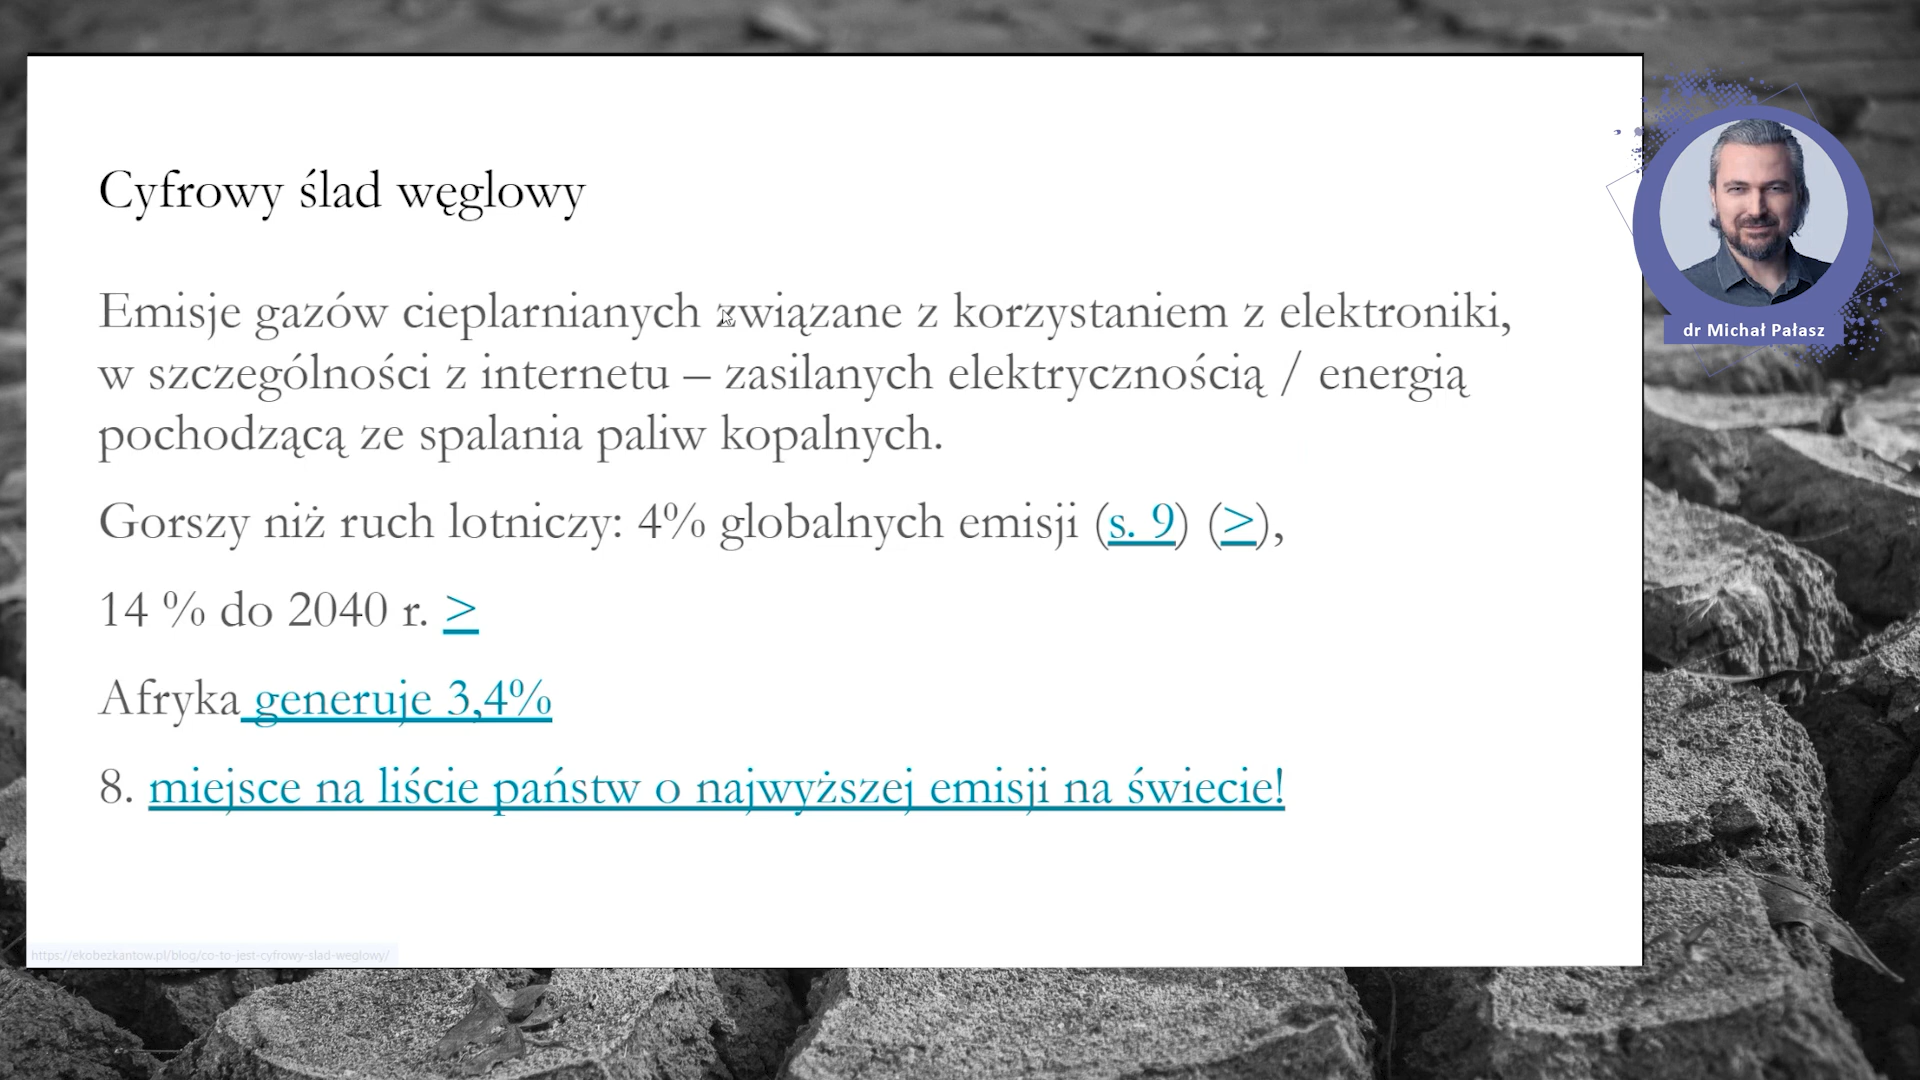 Cyfrowy ślad węglowy
Emisje gazów cieplarnianych związane z korzystaniem z elektroniki,
w szczególności z internetu – zasilanych elektrycznością / energią
pochodzącą ze spalania paliw kopalnych.
Gorszy niż ruch lotniczy: 4% globalnych emisji (s. 9) (>),
14 % do 2040 r. >
Afryka generuje 3,4%
8. miejsce na liście państw o najwyższej emisji na świecie!
https://ekobezkantow.pl/blog/co-to-jest-cyfrowy-slad-weglowy/
dr Michał Pałasz